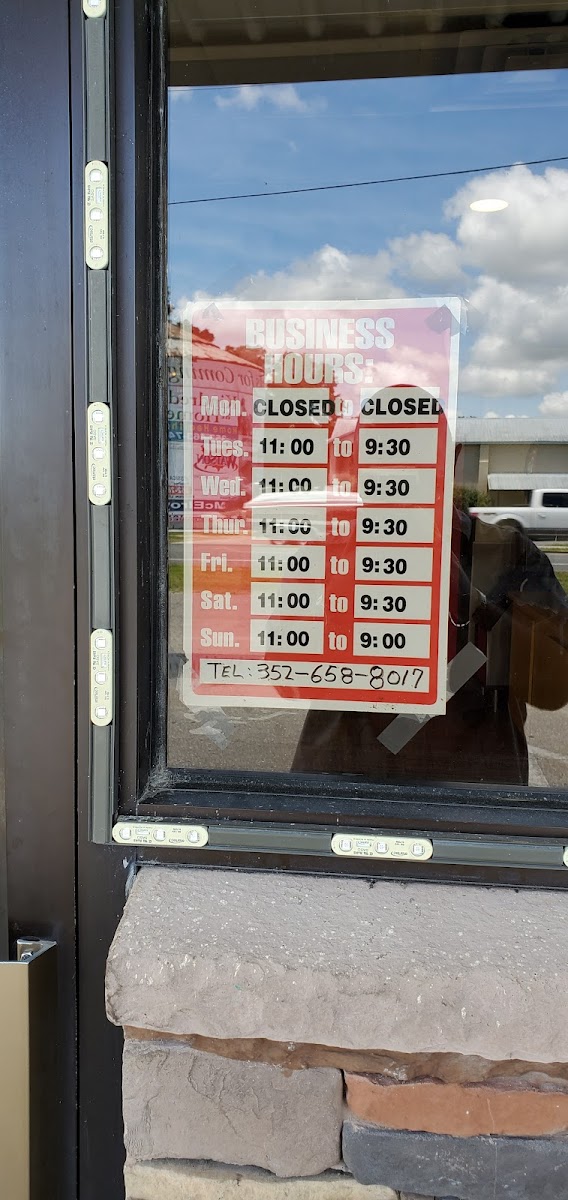 BUSINESS
HOURS:
Mon. CLOSED to CLOSED
Tues. 11:00 to 9:30
Wed. 11:00 to 9:30
Thur. 11:00 to 9:30
Fri. 11:00 to 9:30
Sat. 11:00 to 9:30
Sun. 11:00 to 9:00
TEL: 352-658-8017